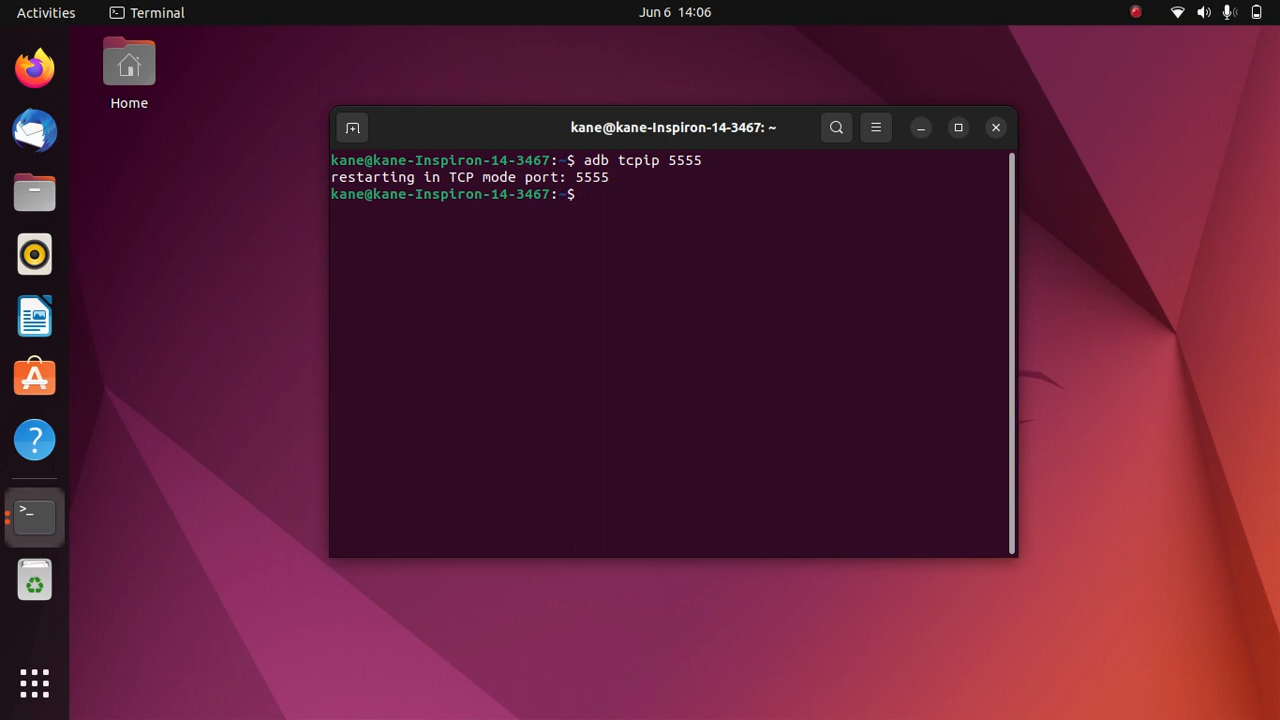 Activities
Terminal
Jun 6 14:06
Home
kane@kane-Inspiron-14-3467: ~
kane@kane-Inspiron-14-3467:~$ adb tcpip 5555
restarting in TCP mode port: 5555
kane@kane-Inspiron-14-3467:~$